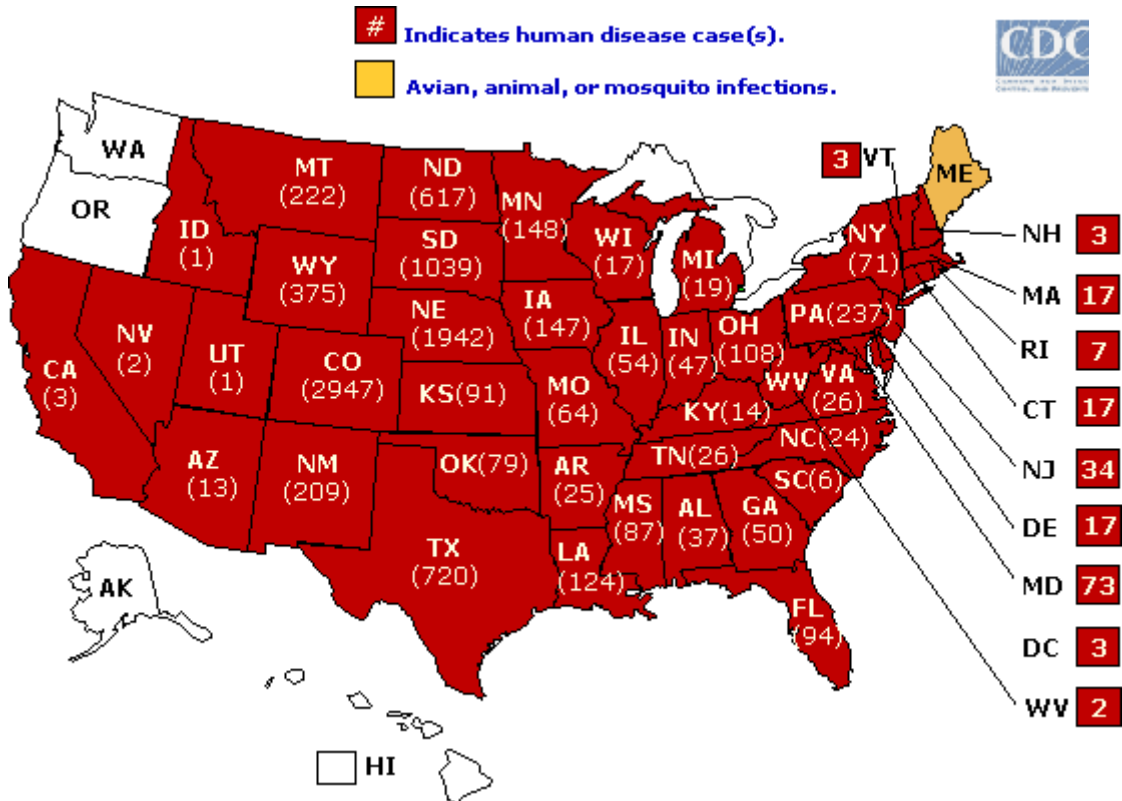 # Indicates human disease case(s).
CDC
Avian, animal, or mosquito infections.
WA
OR
MT
(222)
ND
(617)
MN
(148)
3 VT
ME
ID
(1)
WY
(375)
SD
(1039)
WI
(17)
MI
(19)
NY
(71)
NH 3
NE
(1942)
IA
(147)
PA(237)
MA 17
NV
(2)
UT
(1)
CO
(2947)
IL
(54)
IN
(47)
OH
(108)
RI 7
CA
(3)
KS(91)
MO
(64)
WV
VA
(26)
KY(14)
CT 17
AZ
(13)
NM
(209)
OK(79)
AR
(25)
TN(26)
NC(24)
SC(6)
NJ 34
MS
(87)
AL
(37)
GA
(50)
DE 17
TX
(720)
LA
(124)
MD 73
AK
FL
(94)
DC 3
WV 2
HI